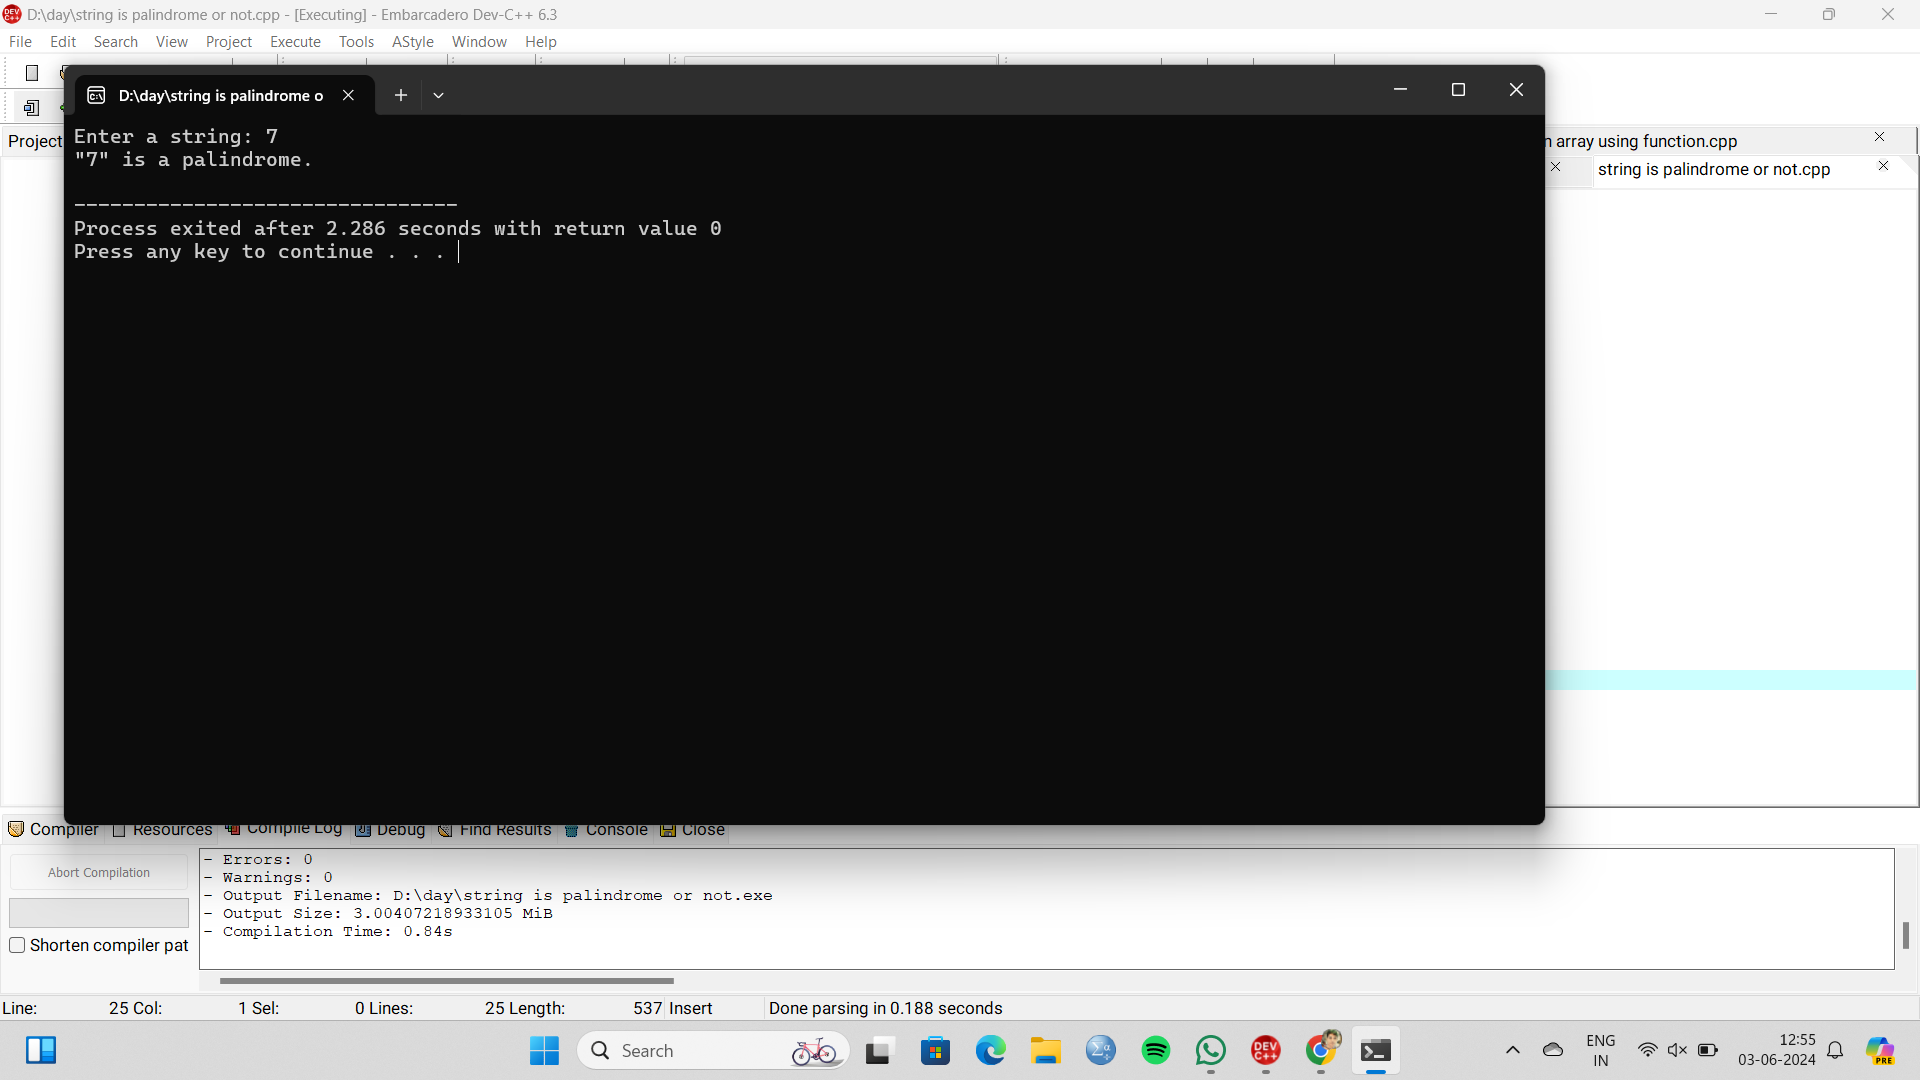 D:\day\string is palindrome or not.cpp - [Executing] - Embarcadero Dev-C++ 6.3
File Edit Search View Project Execute Tools AStyle Window Help
D:\day\string is palindrome o
Project
n array using function.cpp
string is palindrome or not.cpp
Enter a string: 7
"7" is a palindrome.
--------------------------------
Process exited after 2.286 seconds with return value 0
Press any key to continue . . .
Compiler Resources Compile Log Debug Find Results Console Close
Abort Compilation
Shorten compiler pat
- Errors: 0
- Warnings: 0
- Output Filename: D:\day\string is palindrome or not.exe
- Output Size: 3.00407218933105 MiB
- Compilation Time: 0.84s
Line: 25 Col: 1 Sel: 0 Lines: 25 Length: 537 Insert Done parsing in 0.188 seconds
Search
DEV C++
ENG
IN
12:55
03-06-2024
PRE